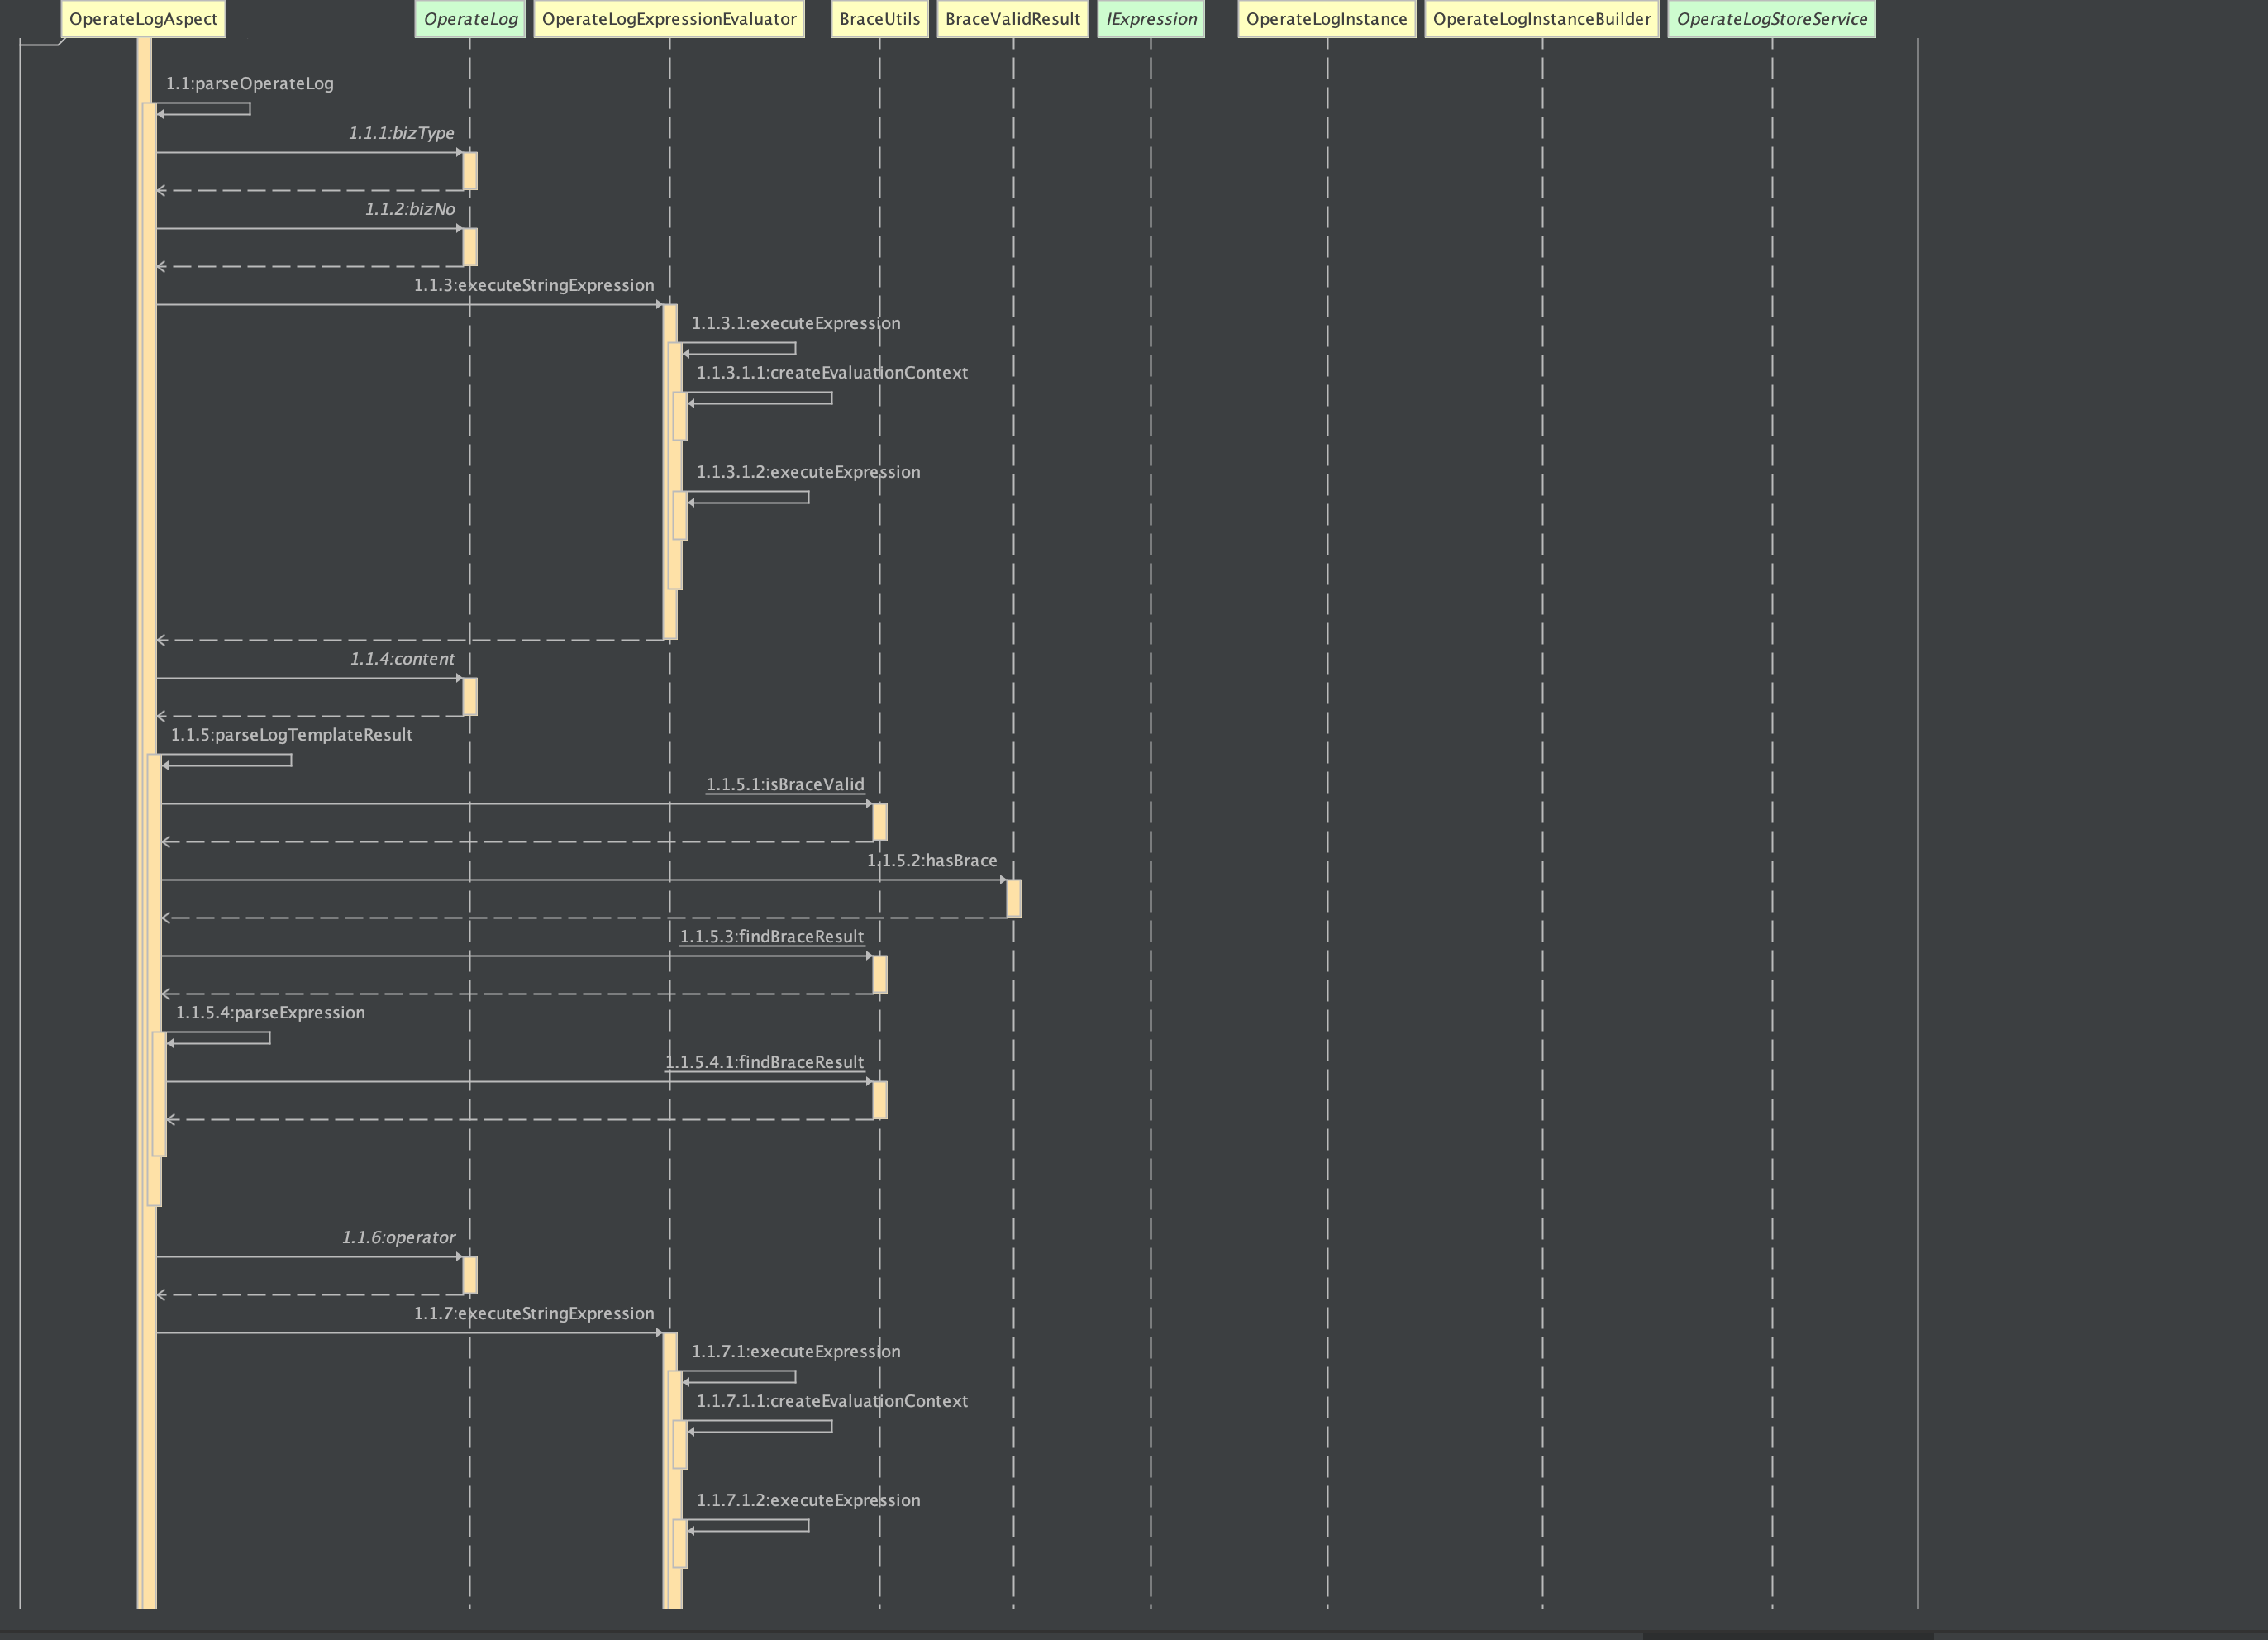 OperateLogAspect
OperateLog
OperateLogExpressionEvaluator
BraceUtils
BraceValidResult
IExpression
OperateLogInstance
OperateLogInstanceBuilder
OperateLogStoreService
1.1:parseOperateLog
1.1.1:bizType
1.1.2:bizNo
1.1.3:executeStringExpression
1.1.3.1:executeExpression
1.1.3.1.1:createEvaluationContext
1.1.3.1.2:executeExpression
1.1.4:content
1.1.5:parseLogTemplateResult
1.1.5.1:isBraceValid
1.1.5.2:hasBrace
1.1.5.3:findBraceResult
1.1.5.4:parseExpression
1.1.5.4.1:findBraceResult
1.1.6:operator
1.1.7:executeStringExpression
1.1.7.1:executeExpression
1.1.7.1.1:createEvaluationContext
1.1.7.1.2:executeExpression